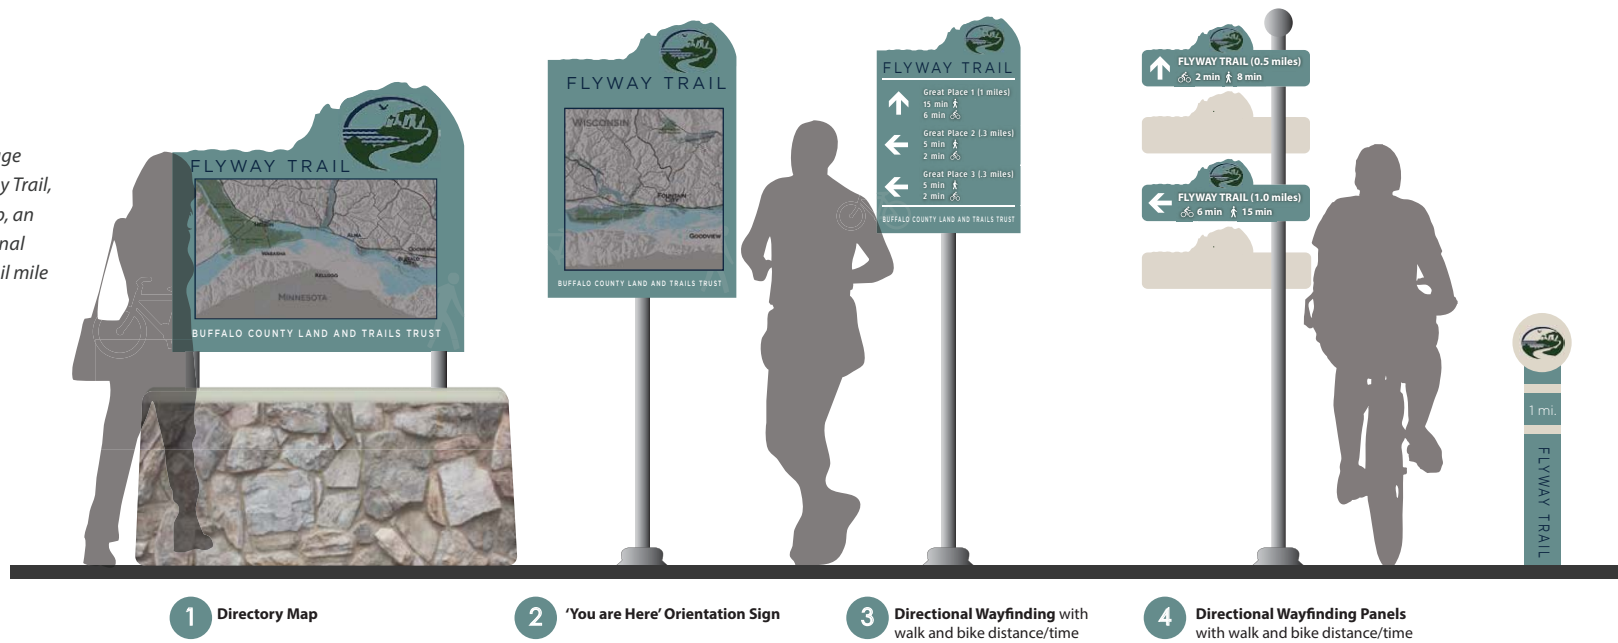 ge
y Trail,
o, an
nal
il mile
FLYWAY TRAIL
NELSON
WABASHA
ALMA
KELLOGG
BUFFALO
MINNESOTA
BUFFALO COUNTY LAND AND TRAILS TRUST
FLYWAY TRAIL
WISCONSIN
FOUNTAIN
GOODVIEW
BUFFALO COUNTY LAND AND TRAILS TRUST
FLYWAY TRAIL
Great Place 1 (1 miles)
15 min
6 min
Great Place 2 (.3 miles)
5 min
2 min
Great Place 3 (.3 miles)
5 min
2 min
BUFFALO COUNTY LAND AND TRAILS TRUST
FLYWAY TRAIL (0.5 miles)
2 min 8 min
FLYWAY TRAIL (1.0 miles)
6 min 15 min
1 mi.
FLYWAY TRAIL
1 Directory Map
2 ‘You are Here’ Orientation Sign
3 Directional Wayfinding with
walk and bike distance/time
4 Directional Wayfinding Panels
with walk and bike distance/time